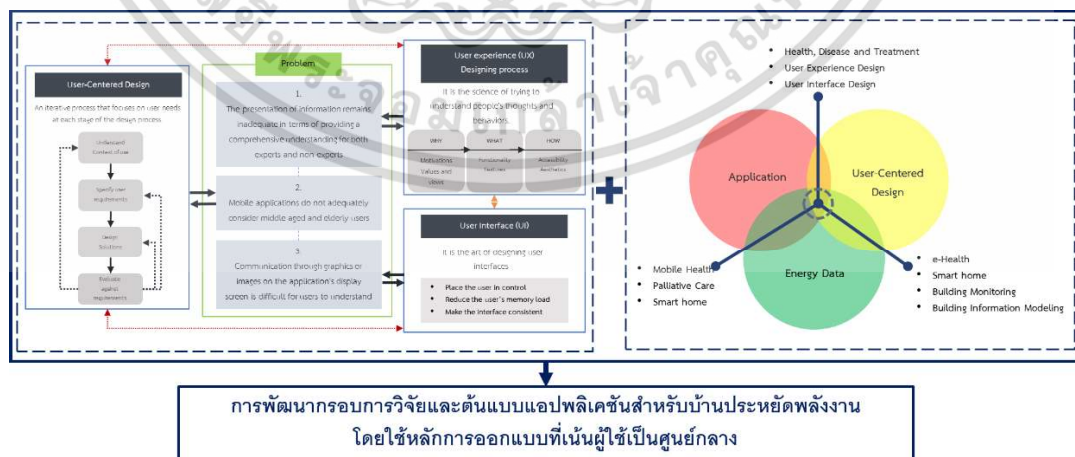 User-Centered Design
An iterative process that focuses on user needs
at each stage of the design process
Understand
Context of use
Specify user
requirements
Design
Solutions
Evaluate
against
requirements
Problem
1.
The presentation of information remains
inadequate in terms of providing a
comprehensive understanding for both
experts and non-experts
2.
Mobile applications do not adequately
consider middle aged and elderly users
3.
Communication through graphics or
images on the application's display
screen is difficult for users to understand
User experience (UX)
Designing process
It is the science of trying to
understand people's thoughts and
behaviors.
WHY
Motivations
Values and
views
WHAT
Functionality
Features
HOW
Accessibility
Aesthetics
User Interface (UI)
It is the art of designing user
interfaces
• Place the user in control
• Reduce the user's memory load
• Make the interface consistent
• Health, Disease and Treatment
• User Experience Design
• User Interface Design
Application
User-Centered
Design
Energy Data
• Mobile Health
• Palliative Care
• Smart home
• e-Health
• Smart home
• Building Monitoring
• Building Information Modeling
การพัฒนากรอบการวิจัยและต้นแบบแอปพลิเคชันสำหรับบ้านประหยัดพลังงาน
โดยใช้หลักการออกแบบที่เน้นผู้ใช้เป็นศูนย์กลาง